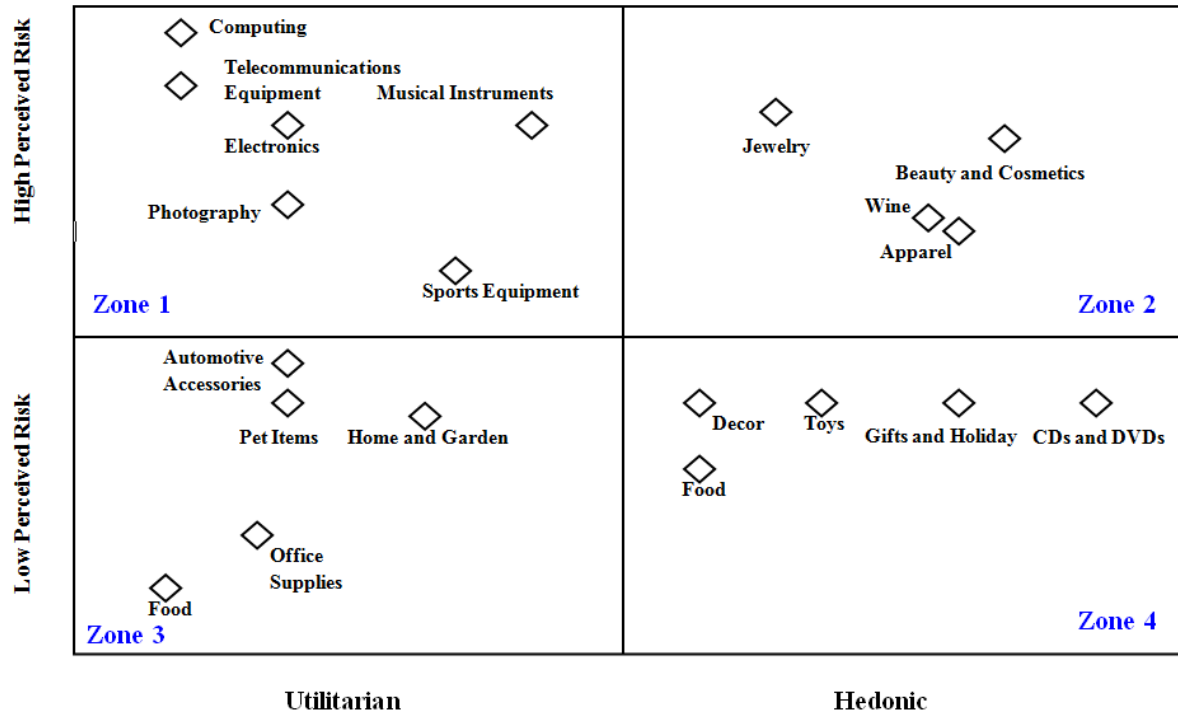 High Perceived Risk
Computing
Telecommunications
Equipment
Musical Instruments
Electronics
Photography
Sports Equipment
Zone 1
Jewelry
Beauty and Cosmetics
Wine
Apparel
Zone 2
Low Perceived Risk
Automotive
Accessories
Pet Items
Home and Garden
Office
Supplies
Food
Zone 3
Decor
Toys
Gifts and Holiday
CDs and DVDs
Food
Zone 4
Utilitarian
Hedonic